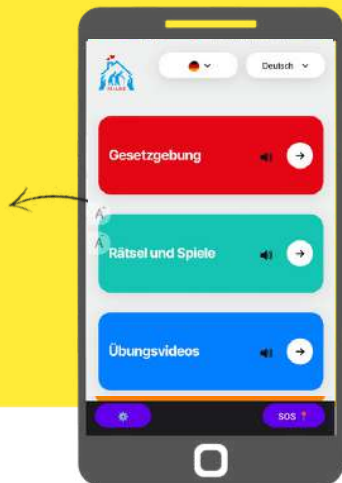 Deutsch
Gesetzgebung
A
A
Rätsel und Spiele
Übungsvideos
SOS